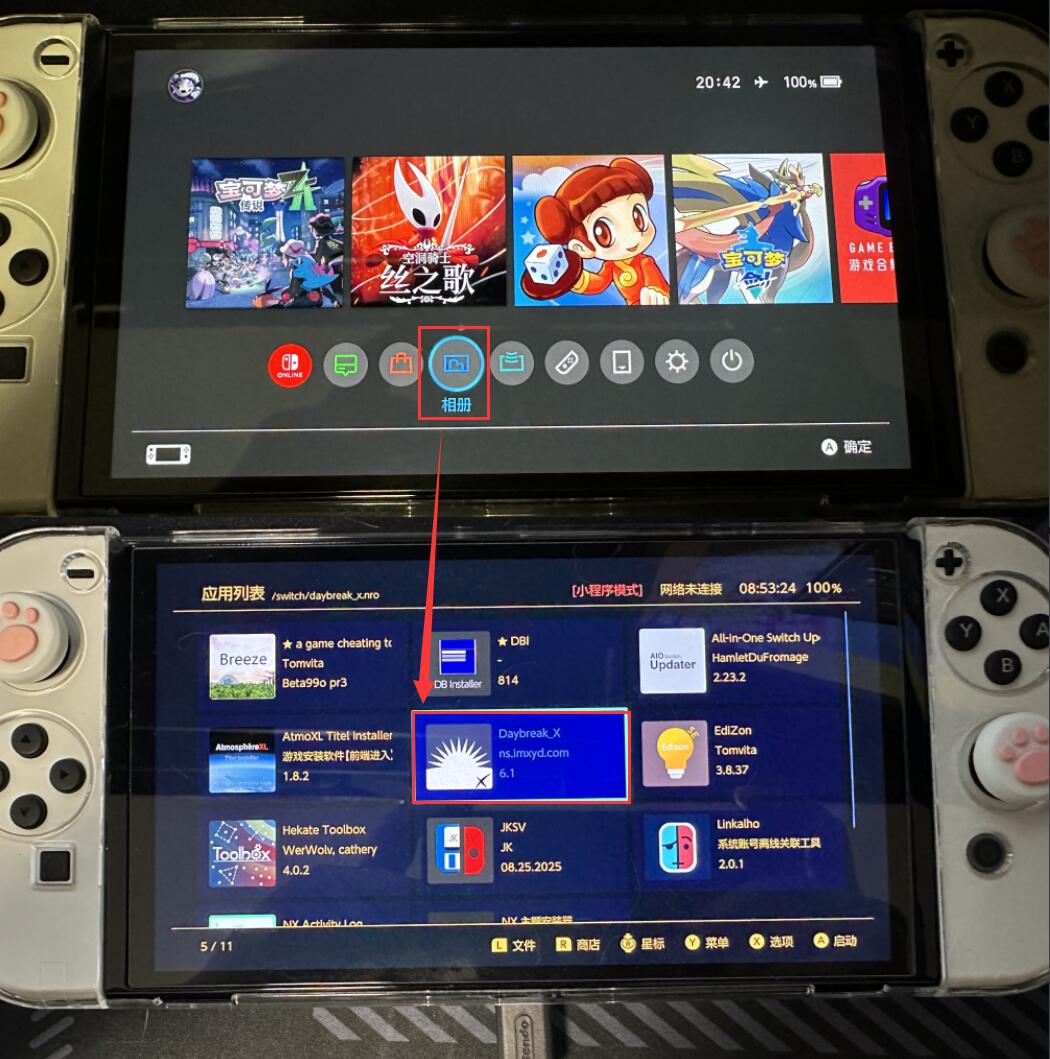 20:42 100%
宝可梦
传说
空洞骑士
丝之歌
宝可梦
剑
GAME B
游戏合
ONLINE
相册
A 确定
应用列表 /switch/daybreak_x.nro [小程序模式] 网络未连接 08:53:24 100%
Breeze
★ a game cheating to
Tomvita
Beta99o pr3
DB Installer
★ DBI
-
814
AIO
Updater
All-in-One Switch Up
HamletDuFromage
2.23.2
AtmosphèreXL
Titel Installer
AtmoXL Titel Installer
游戏安装软件【前端进入】
1.8.2
Daybreak_X
ns.imxyd.com
6.1
Edizon
SE
EdiZon
Tomvita
3.8.37
Toolbox
Hekate Toolbox
WerWolv, cathery
4.0.2
JK SV
JKSV
JK
08.25.2025
Linkalho
系统账号离线关联工具
2.0.1
NX Activity Log
NX 主题安装器
5 / 11
L 文件 R 商店 星标 Y 菜单 X 选项 A 启动
X
Y
A
B